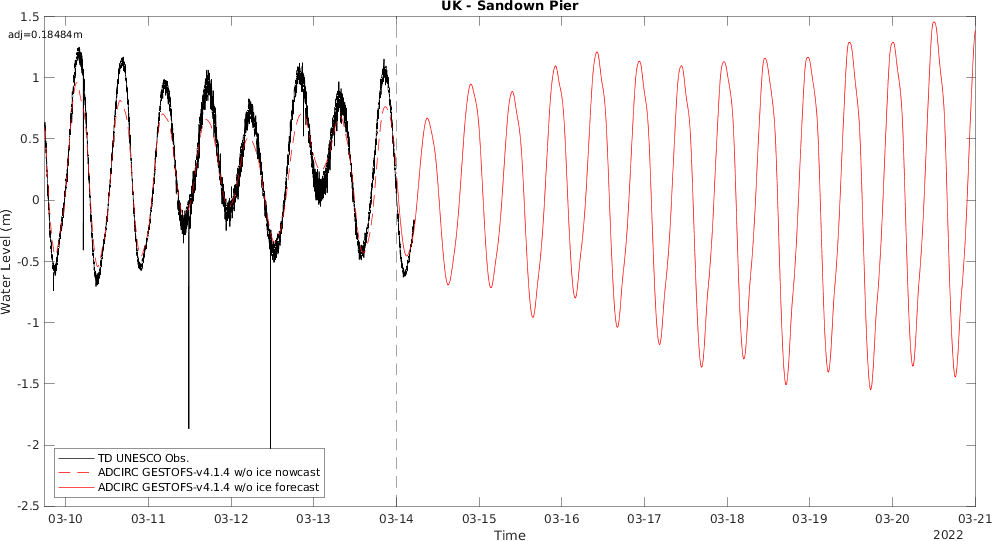 UK - Sandown Pier
adj=0.18484m
1.5
1
0.5
0
-0.5
-1
-1.5
-2
-2.5
Water Level (m)
TD UNESCO Obs.
ADCIRC GESTOFS-v4.1.4 w/o ice nowcast
ADCIRC GESTOFS-v4.1.4 w/o ice forecast
03-10 03-11 03-12 03-13 03-14 03-15 03-16 03-17 03-18 03-19 03-20 03-21
Time
2022